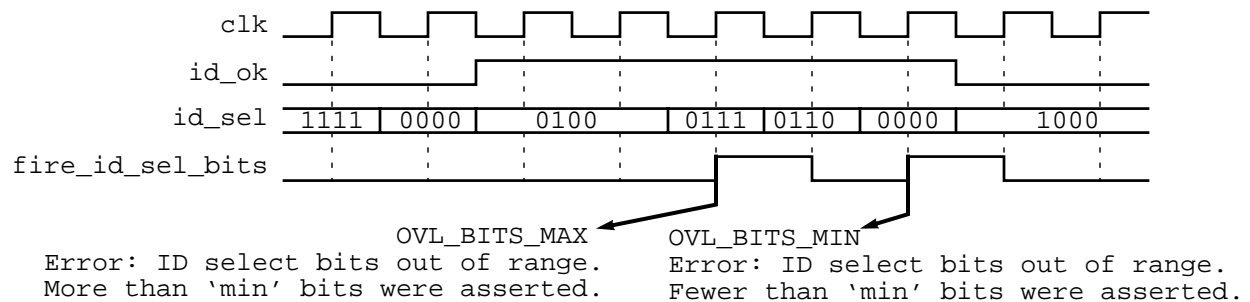 clk
id_ok
id_sel 1111 0000 0100 0111 0110 0000 1000
fire_id_sel_bits
OVL_BITS_MAX OVL_BITS_MIN
Error: ID select bits out of range. Error: ID select bits out of range.
More than ‘min’ bits were asserted. Fewer than ‘min’ bits were asserted.